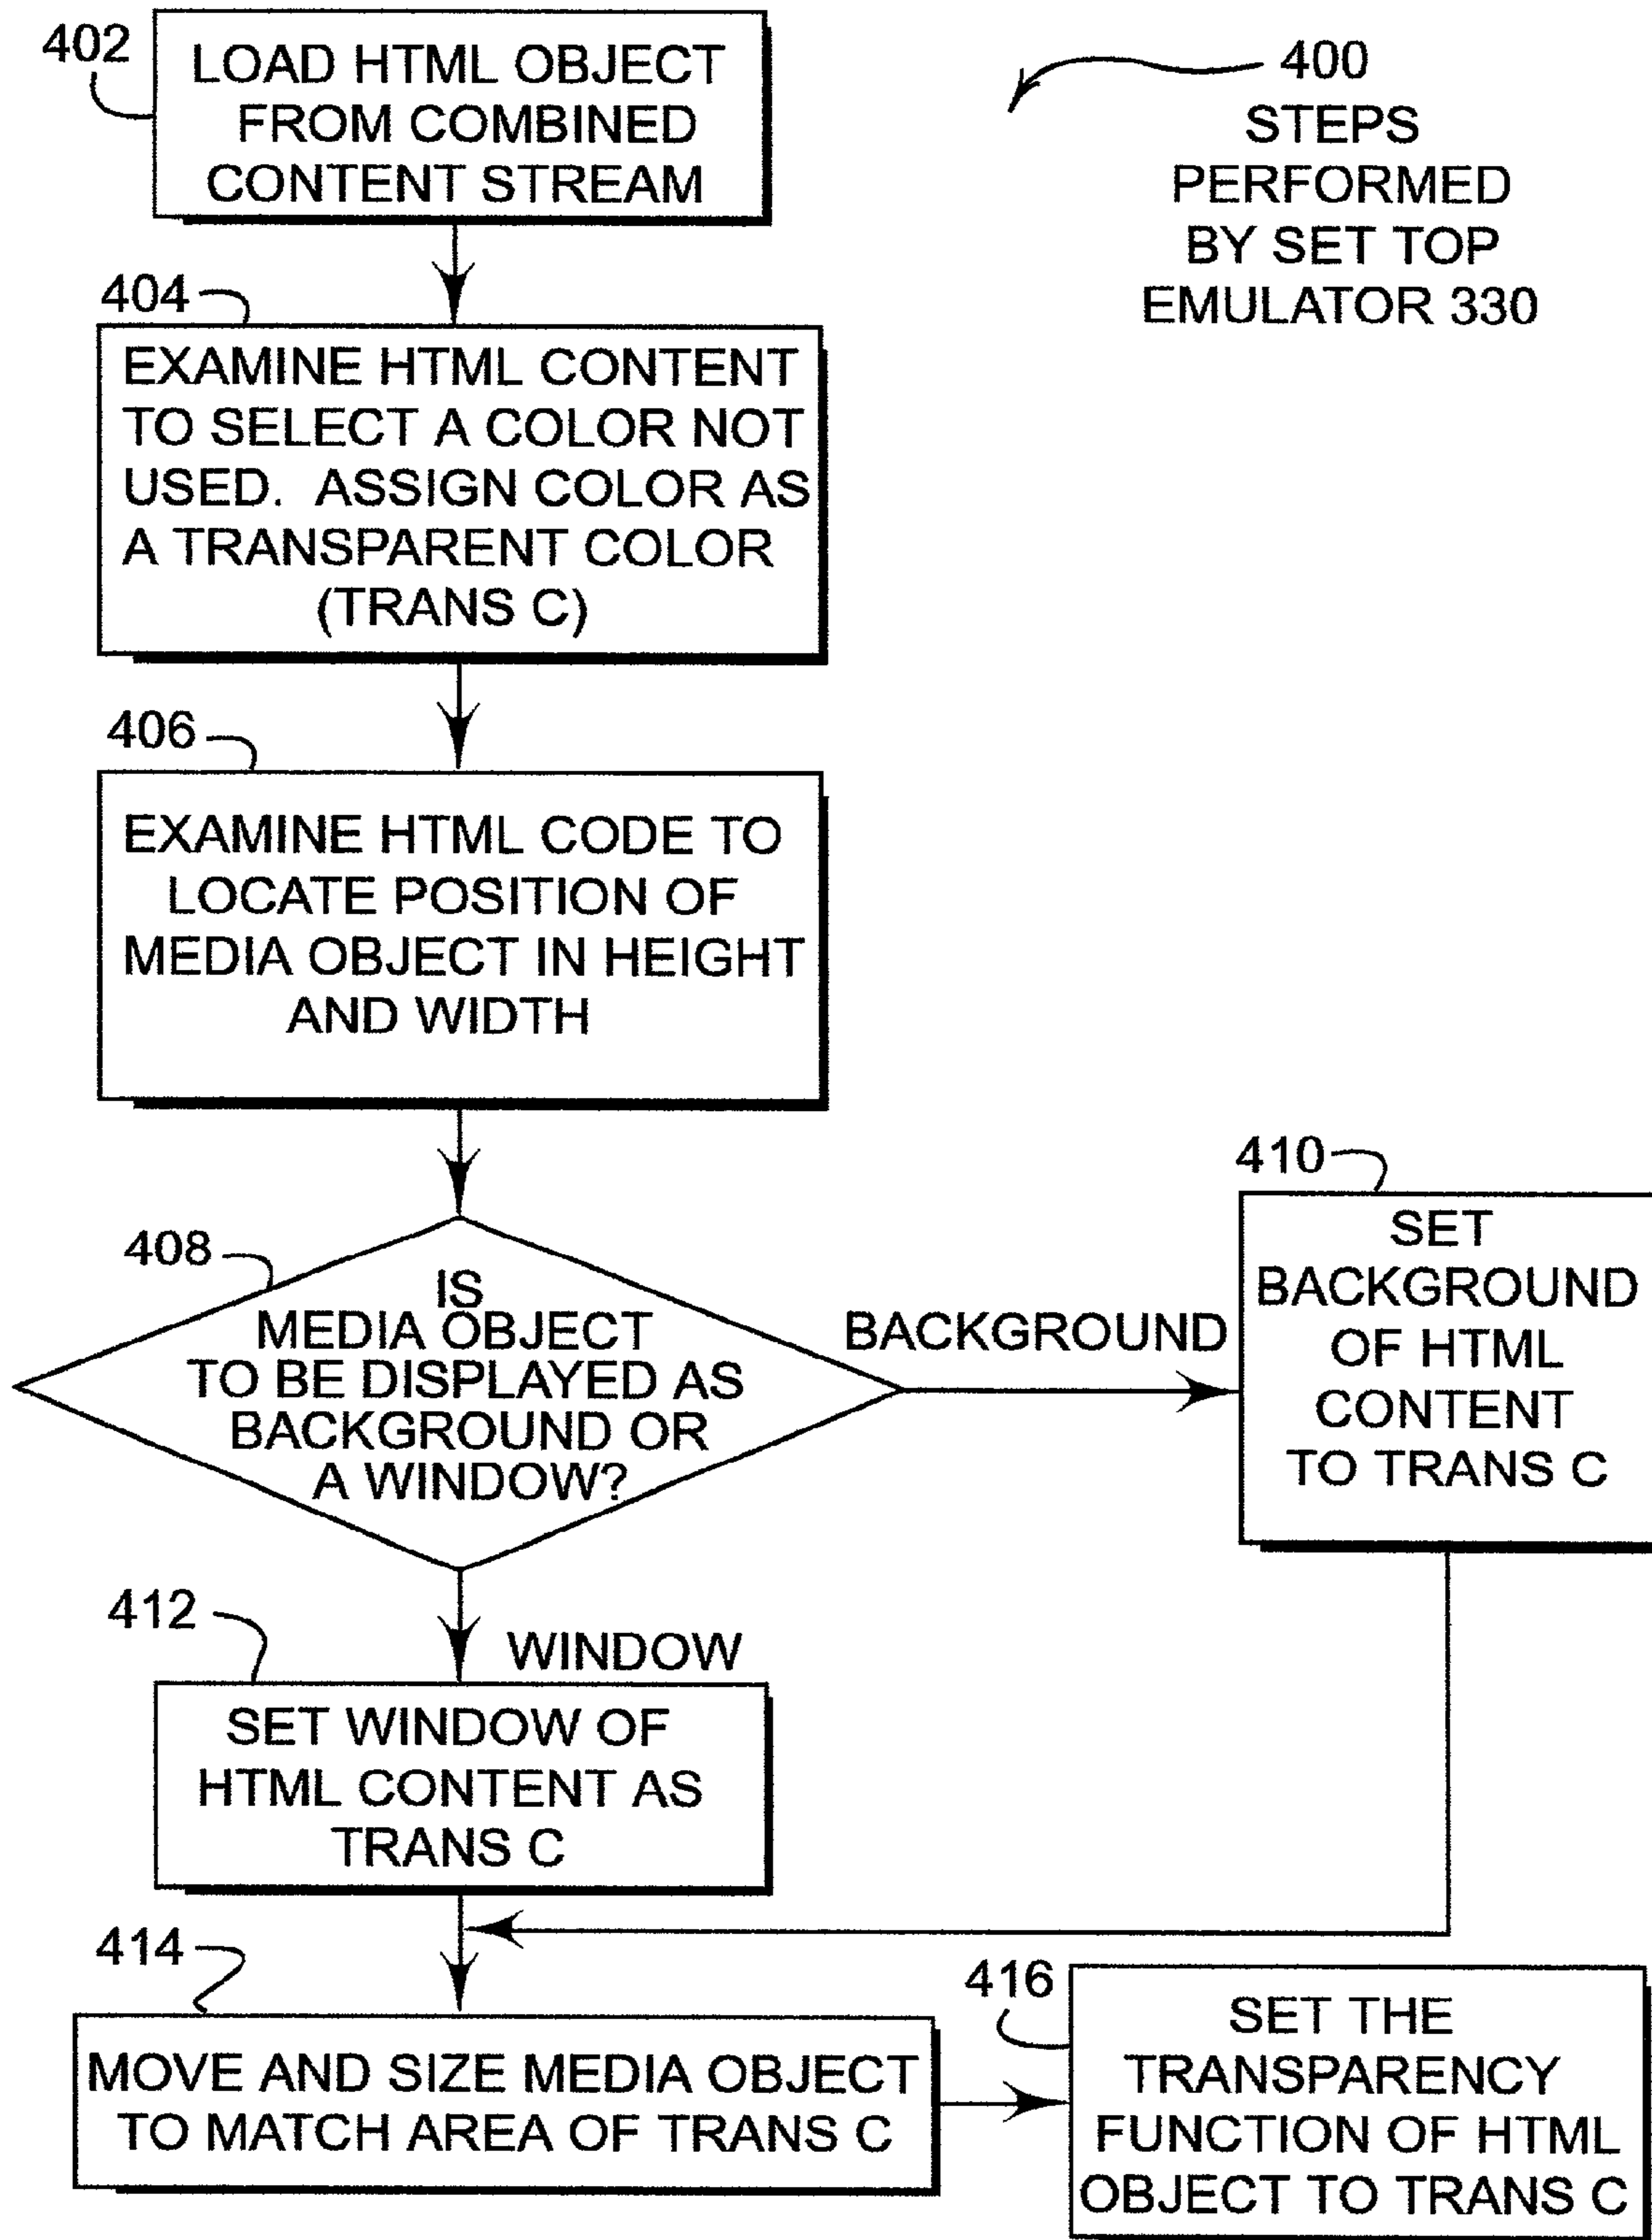 402
LOAD HTML OBJECT
FROM COMBINED
CONTENT STREAM
400
STEPS
PERFORMED
BY SET TOP
EMULATOR 330
404
EXAMINE HTML CONTENT
TO SELECT A COLOR NOT
USED. ASSIGN COLOR AS
A TRANSPARENT COLOR
(TRANS C)
406
EXAMINE HTML CODE TO
LOCATE POSITION OF
MEDIA OBJECT IN HEIGHT
AND WIDTH
408
IS
MEDIA OBJECT
TO BE DISPLAYED AS
BACKGROUND OR
A WINDOW?
BACKGROUND
410
SET
BACKGROUND
OF HTML
CONTENT
TO TRANS C
412
WINDOW
SET WINDOW OF
HTML CONTENT AS
TRANS C
414
MOVE AND SIZE MEDIA OBJECT
TO MATCH AREA OF TRANS C
416
SET THE
TRANSPARENCY
FUNCTION OF HTML
OBJECT TO TRANS C